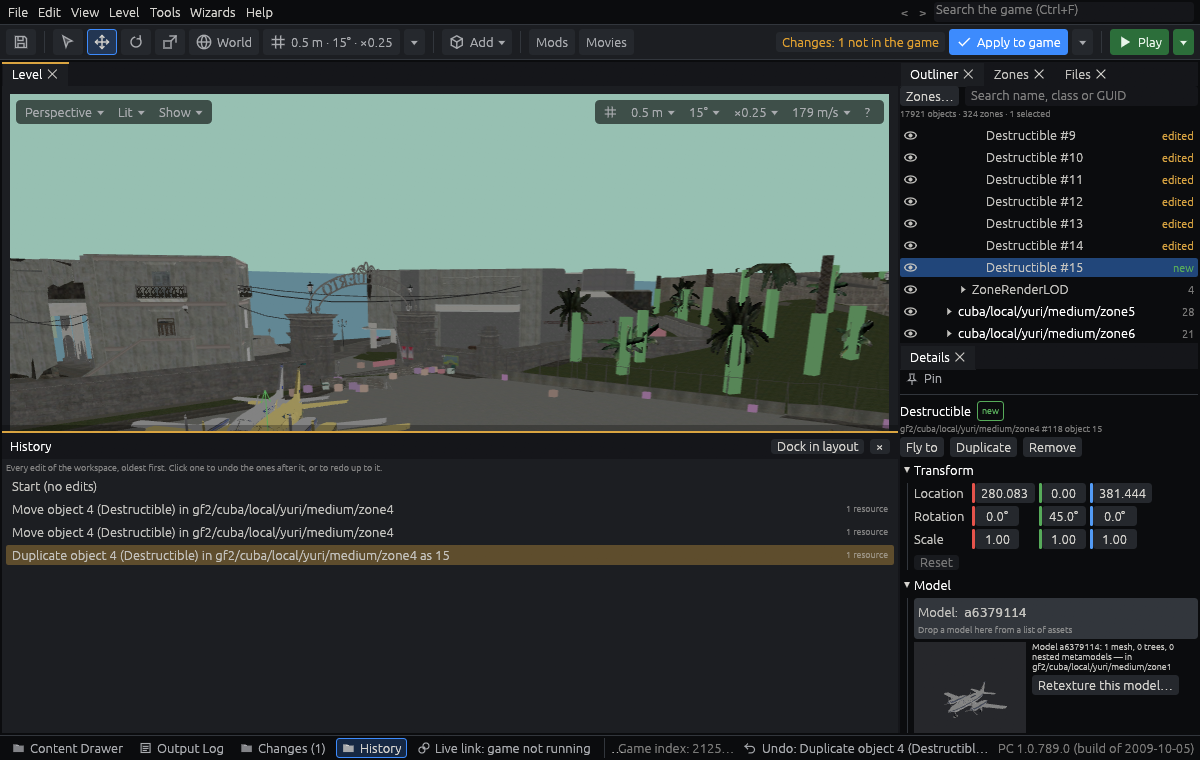 File Edit View Level Tools Wizards Help < > Search the game (Ctrl+F)
World 0.5 m · 15° · ×0.25 Add Mods Movies Changes: 1 not in the game Apply to game Play
Level
Outliner Zones Files
Perspective Lit Show 0.5 m 15° ×0.25 179 m/s ?
Zones... Search name, class or GUID
17921 objects · 324 zones · 1 selected
Destructible #9 edited
Destructible #10 edited
Destructible #11 edited
Destructible #12 edited
Destructible #13 edited
Destructible #14 edited
Destructible #15 new
ZoneRenderLOD 4
cuba/local/yuri/medium/zone5 28
cuba/local/yuri/medium/zone6 21
Details
Pin
Destructible new
gf2/cuba/local/yuri/medium/zone4 #118 object 15
Fly to Duplicate Remove
Transform
Location 280.083 0.00 381.444
Rotation 0.0° 45.0° 0.0°
Scale 1.00 1.00 1.00
Reset
Model
Model: a6379114
Drop a model here from a list of assets
Model a6379114: 1 mesh, 0 trees, 0
nested metamodels — in
gf2/cuba/local/yuri/medium/zone1
Retexture this model...
History Dock in layout ×
Every edit of the workspace, oldest first. Click one to undo the ones after it, or to redo up to it.
Start (no edits)
Move object 4 (Destructible) in gf2/cuba/local/yuri/medium/zone4 1 resource
Move object 4 (Destructible) in gf2/cuba/local/yuri/medium/zone4 1 resource
Duplicate object 4 (Destructible) in gf2/cuba/local/yuri/medium/zone4 as 15 1 resource
Content Drawer Output Log Changes (1) History Live link: game not running ..Game index: 2125... Undo: Duplicate object 4 (Destructibl... PC 1.0.789.0 (build of 2009-10-05)